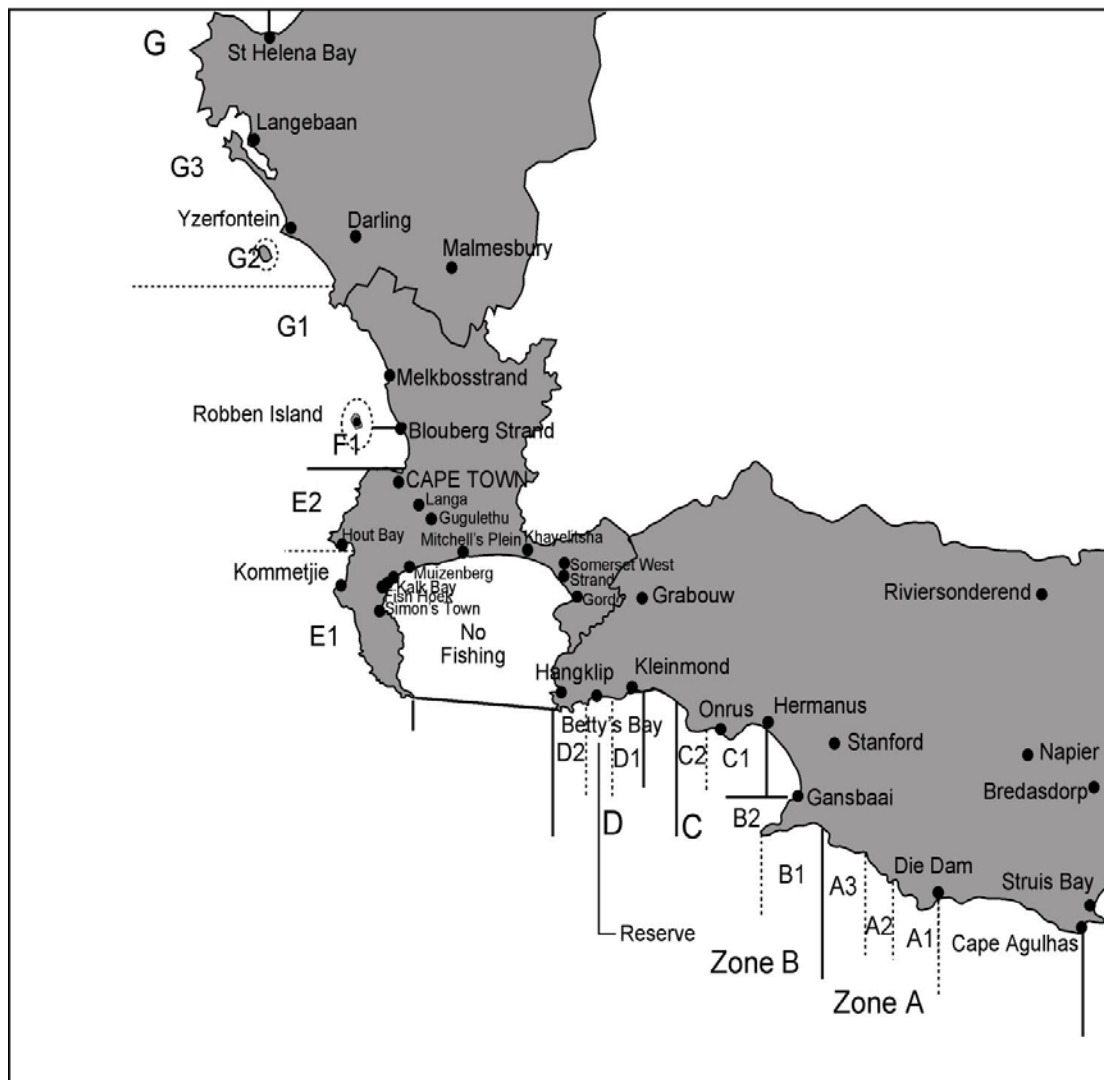 G
St Helena Bay
Langebaan
G3
Yzerfontein
Darling
G2
Malmesbury
G1
Melkbosstrand
Robben Island
F1
Blouberg Strand
CAPE TOWN
E2
Langa
Gugulethu
Hout Bay
Mitchell's Plein
Khayelitsha
Kommetjie
Muizenberg
Somerset West
Kalk Bay
Strand
Fish Hoek
Gord
Grabouw
Riviersonderend
Simon's Town
E1
No
Fishing
Hangklip
Kleinmond
Betty's Bay
Onrus
Hermanus
D2
D1
C2
C1
Stanford
Napier
Bredasdorp
Gansbaai
B2
D
C
B1
A3
Die Dam
Struis Bay
A2
A1
Cape Agulhas
Reserve
Zone B
Zone A